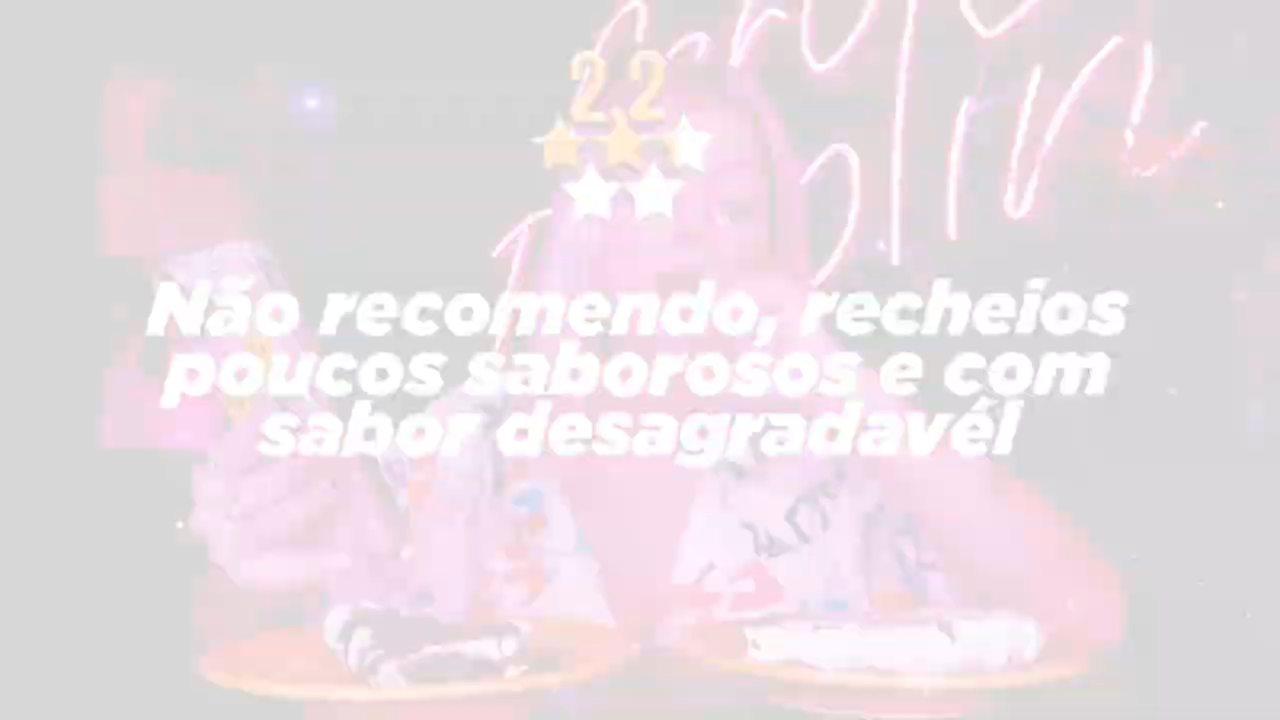 2 2
Não recomendo, recheios
poucos saborosos e com
sabor desagradavél